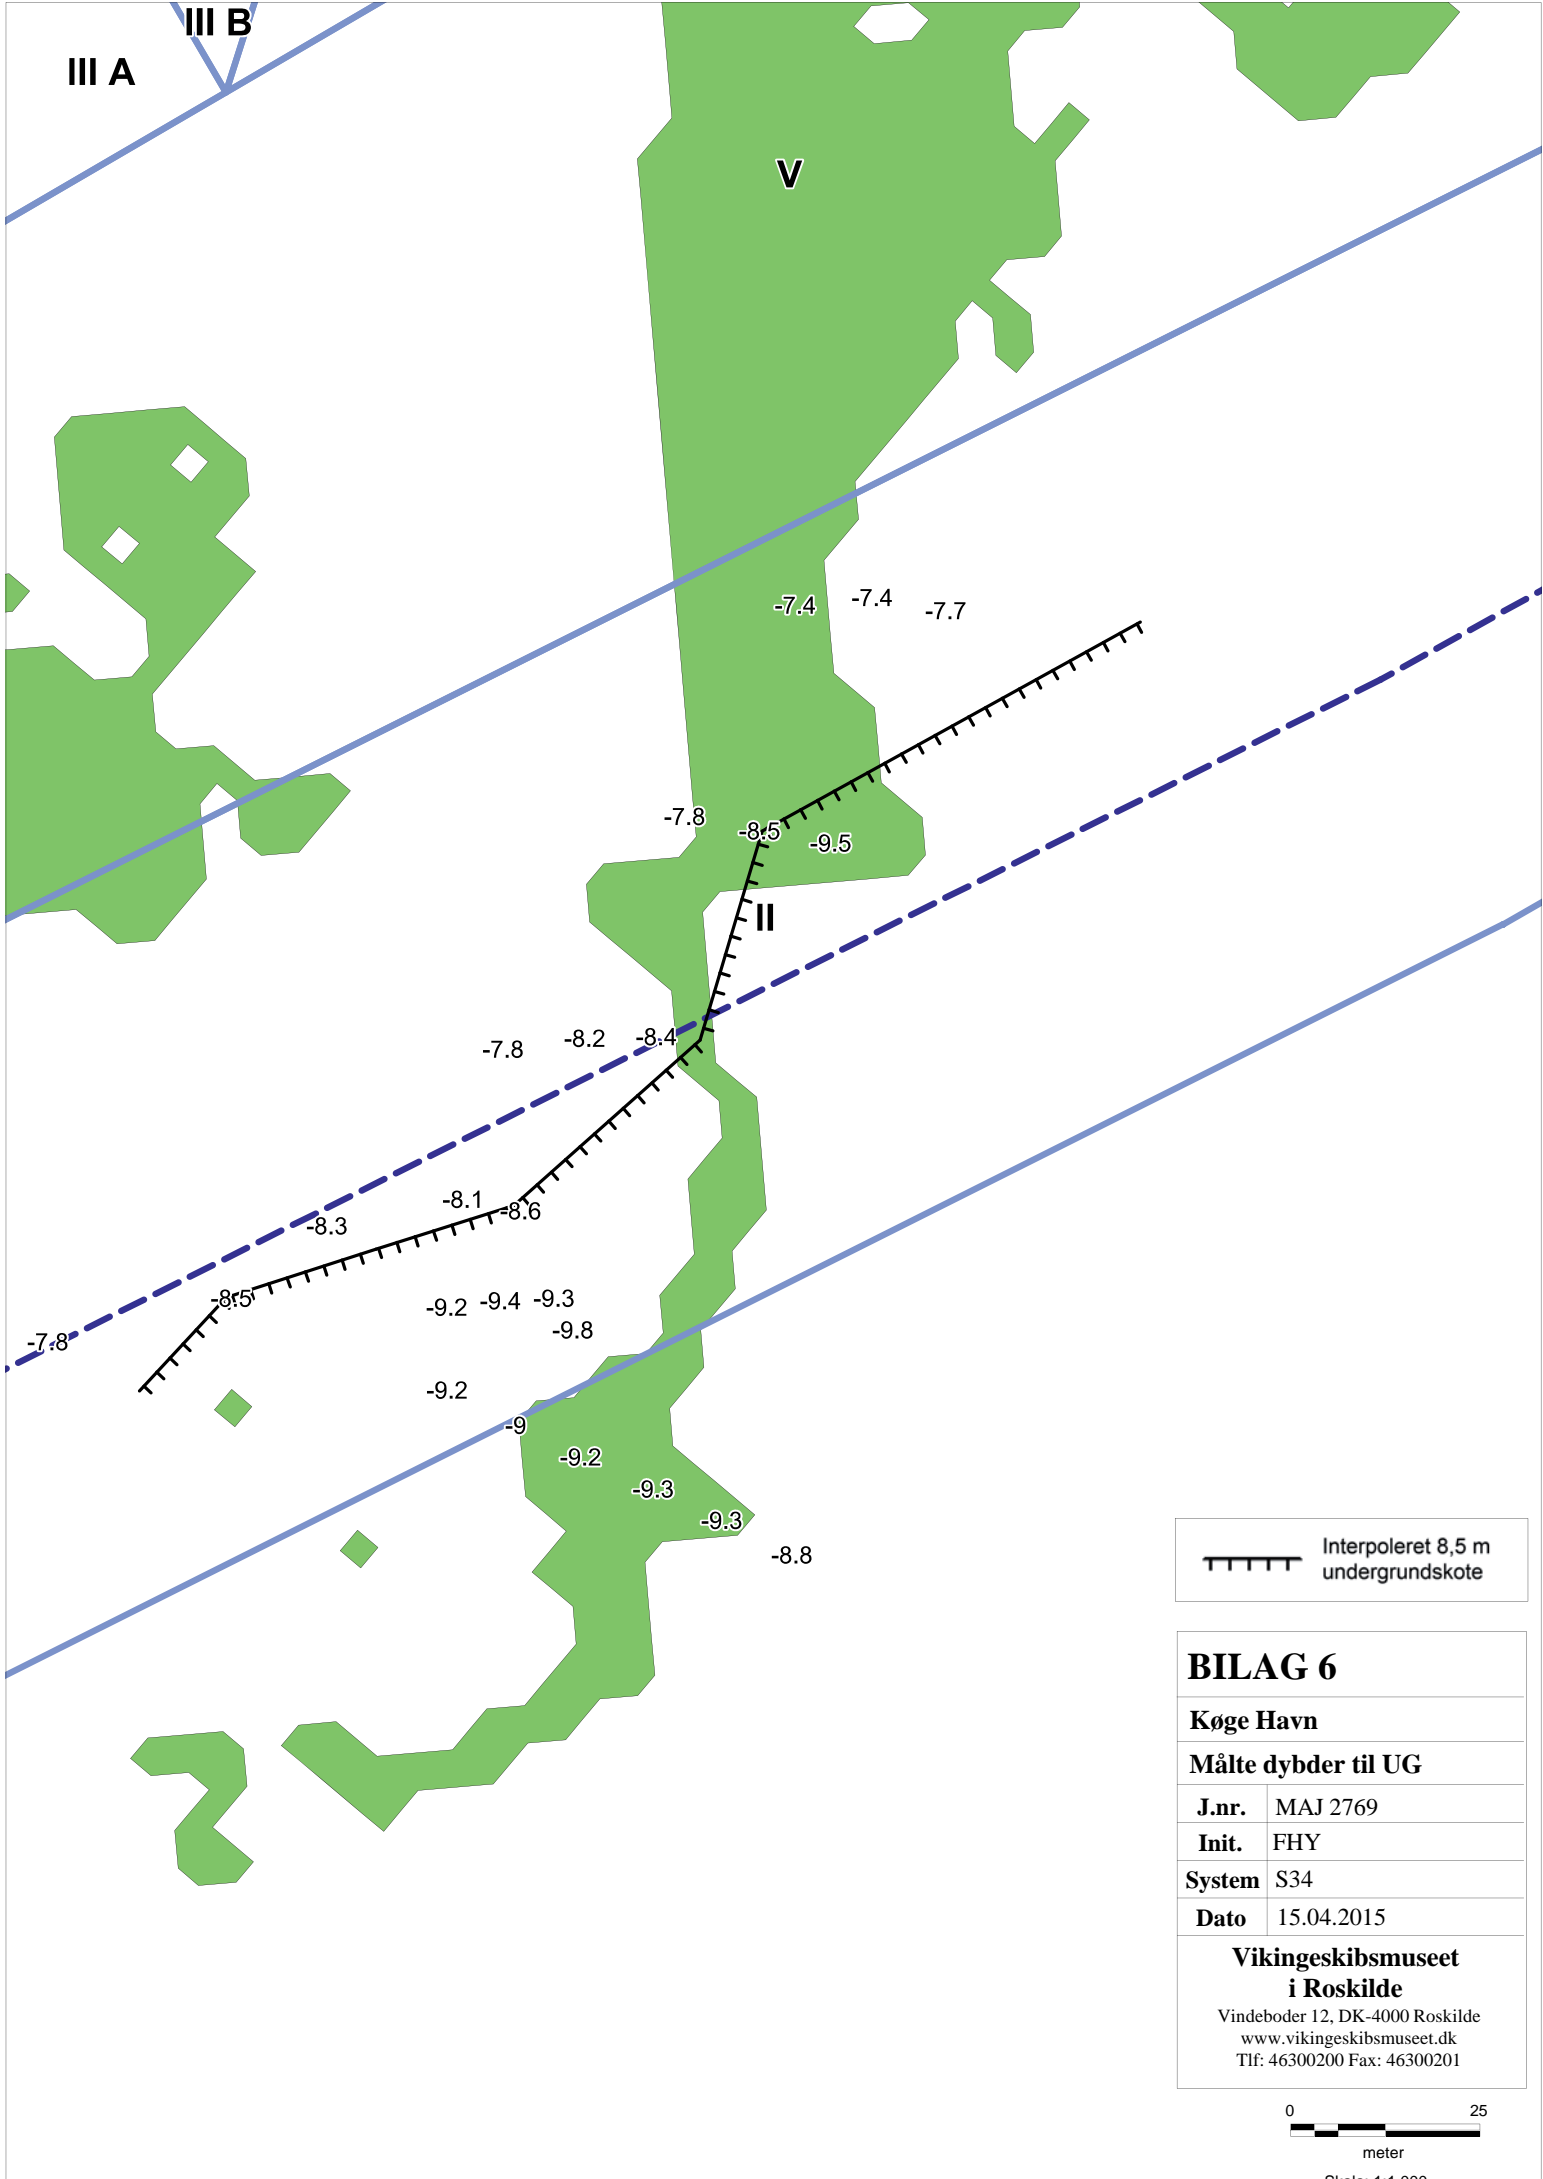 III B
III A
V
-7.4
-7.4
-7.7
-7.8
-8.5
-9.5
II
-7.8
-8.2
-8.4
-8.1
-8.6
-8.3
-8.5
-9.2
-9.4
-9.3
-9.8
-7.8
-9.2
-9
-9.2
-9.3
-9.3
-8.8
Interpoleret 8,5 m
undergrundskote
BILAG 6
Køge Havn
Målte dybder til UG
J.nr. MAJ 2769
Init. FHY
System S34
Dato 15.04.2015
Vikingeskibsmuseet
i Roskilde
Vindeboder 12, DK-4000 Roskilde
www.vikingeskibsmuseet.dk
Tlf: 46300200 Fax: 46300201
0 25
meter